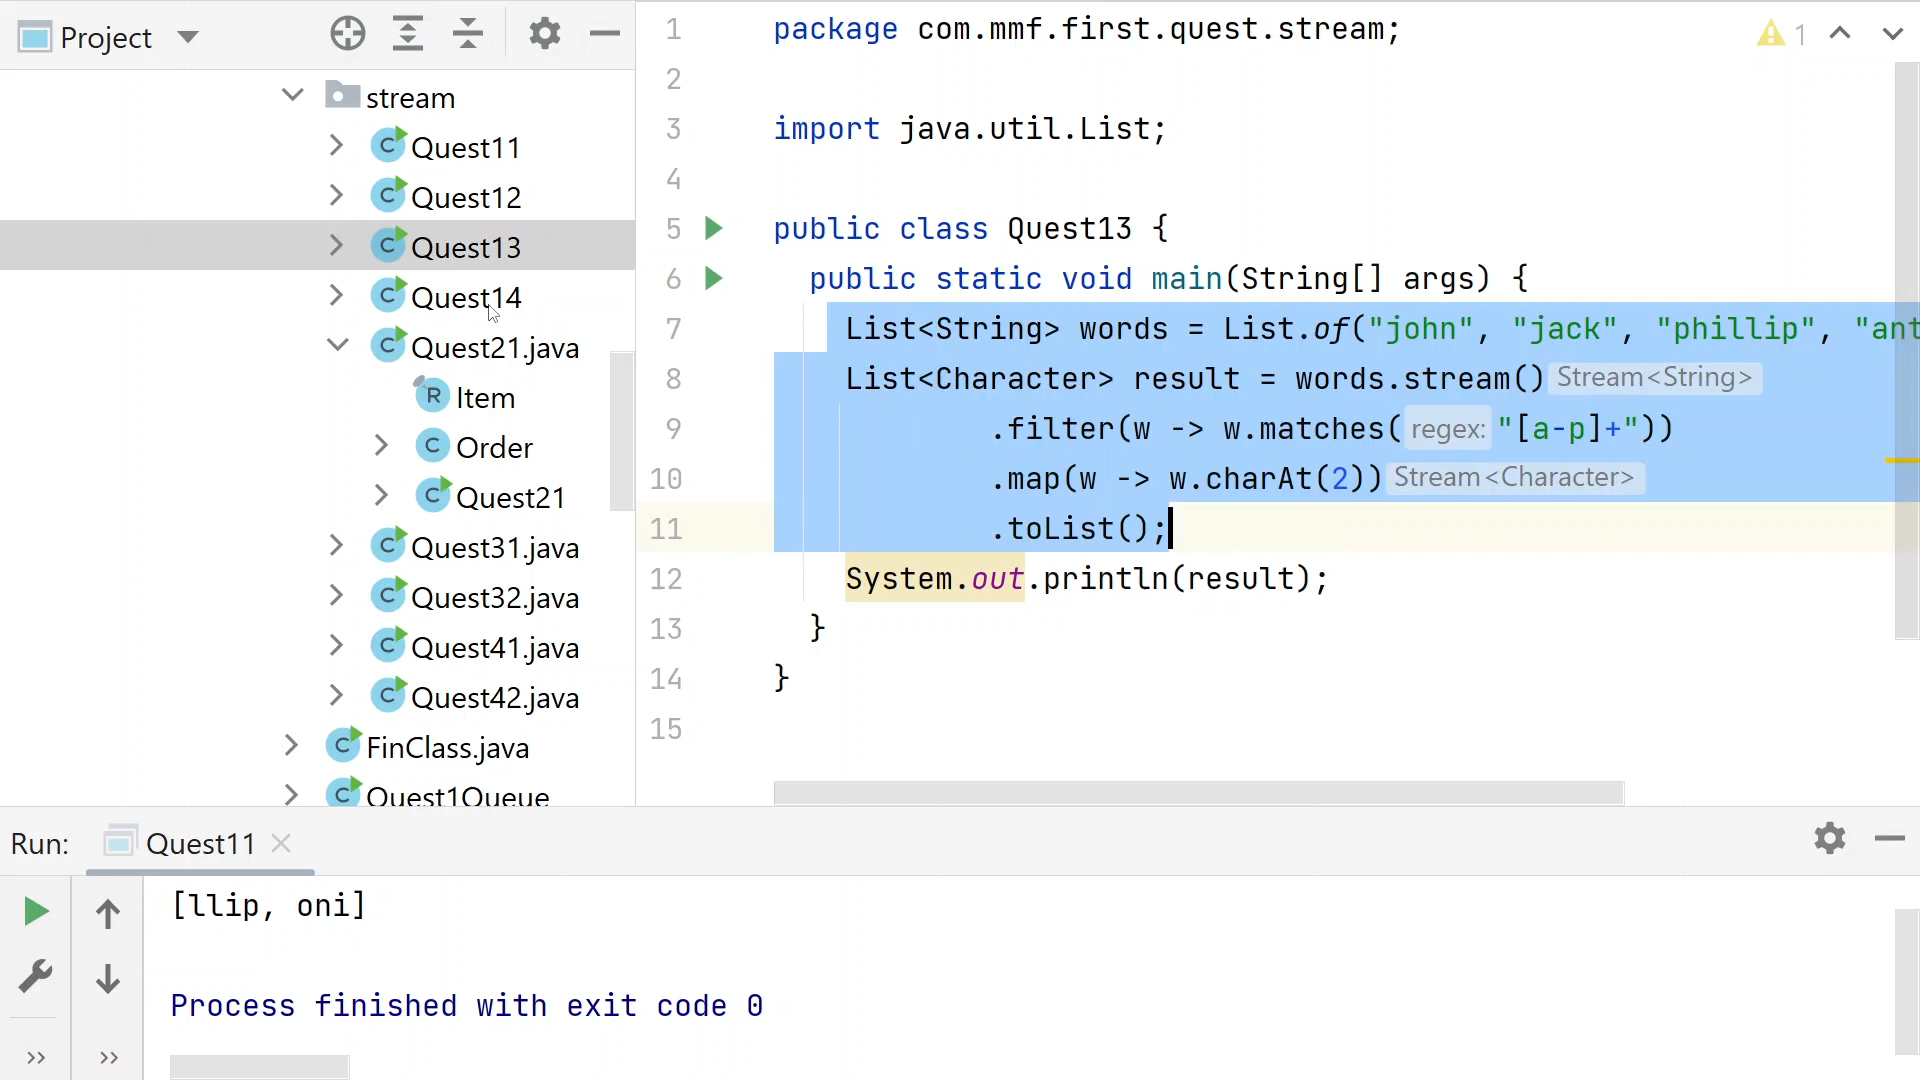 Project
stream
Quest11
Quest12
Quest13
Quest14
Quest21.java
Item
Order
Quest21
Quest31.java
Quest32.java
Quest41.java
Quest42.java
FinClass.java
Quest1Queue
1 package com.mmf.first.quest.stream;
2
3 import java.util.List;
4
5 public class Quest13 {
6 public static void main(String[] args) {
7 List<String> words = List.of("john", "jack", "phillip", "ant
8 List<Character> result = words.stream() Stream<String>
9 .filter(w -> w.matches( regex: "[a-p]+"))
10 .map(w -> w.charAt(2)) Stream<Character>
11 .toList();
12 System.out.println(result);
13 }
14 }
15
1
Run: Quest11
[llip, oni]
Process finished with exit code 0